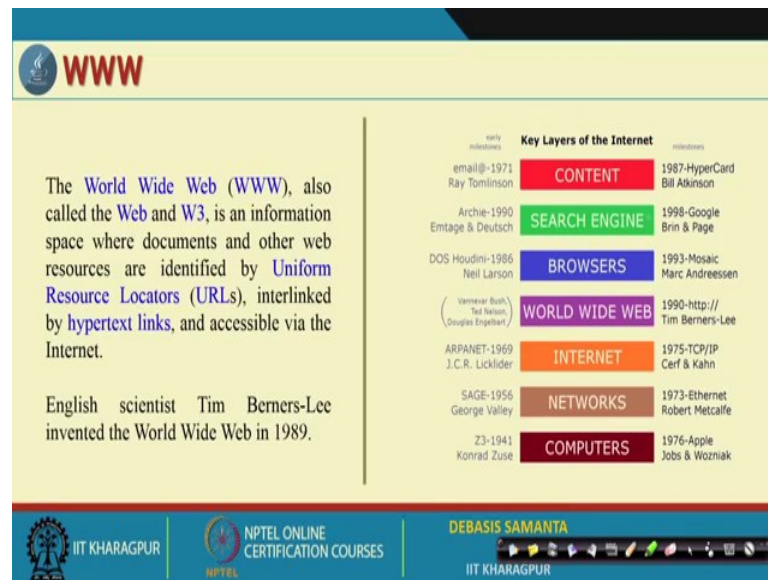 WWW
The World Wide Web (WWW), also
called the Web and W3, is an information
space where documents and other web
resources are identified by Uniform
Resource Locators (URLs), interlinked
by hypertext links, and accessible via the
Internet.
English scientist Tim Berners-Lee
invented the World Wide Web in 1989.
early
milestones
Key Layers of the Internet
milestones
email@-1971
Ray Tomlinson
CONTENT
1987-HyperCard
Bill Atkinson
Archie-1990
Emtage & Deutsch
SEARCH ENGINE
1998-Google
Brin & Page
DOS Houdini-1986
Neil Larson
BROWSERS
1993-Mosaic
Marc Andreessen
(Vannevar Bush,
Ted Nelson,
Douglas Engelbart,)
WORLD WIDE WEB
1990-http://
Tim Berners-Lee
ARPANET-1969
J.C.R. Licklider
INTERNET
1975-TCP/IP
Cerf & Kahn
SAGE-1956
George Valley
NETWORKS
1973-Ethernet
Robert Metcalfe
Z3-1941
Konrad Zuse
COMPUTERS
1976-Apple
Jobs & Wozniak
IIT KHARAGPUR
NPTEL
NPTEL ONLINE
CERTIFICATION COURSES
DEBASIS SAMANTA
IIT KHARAGPUR